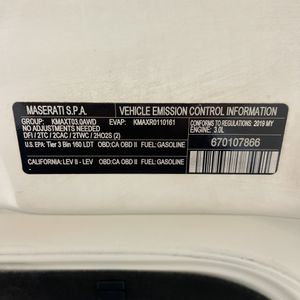 MASERATI S.P.A. VEHICLE EMISSION CONTROL INFORMATION
GROUP: KMAXT03.0AWD EVAP: KMAXR0110161
NO ADJUSTMENTS NEEDED
DFI / 2TC / 2CAC / 2TWC / 2HO2S (2)
CONFORMS TO REGULATIONS: 2019 MY
ENGINE: 3.0L
U.S. EPA: Tier 3 Bin 160 LDT OBD: CA OBD II FUEL: GASOLINE
670107866
CALIFORNIA: LEV II - LEV OBD: CA OBD II FUEL: GASOLINE